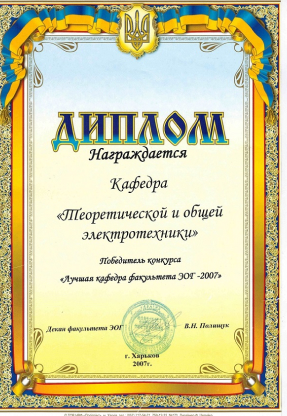 ДИПЛОМ
Награждается
Кафедра
«Теоретической и общей
электротехники»
Победитель конкурса
«Лучшая кафедра факультета ЭОГ -2007»
Декан факультета ЭОГ
В.Н. Полищук
г. Харьков
2007г.